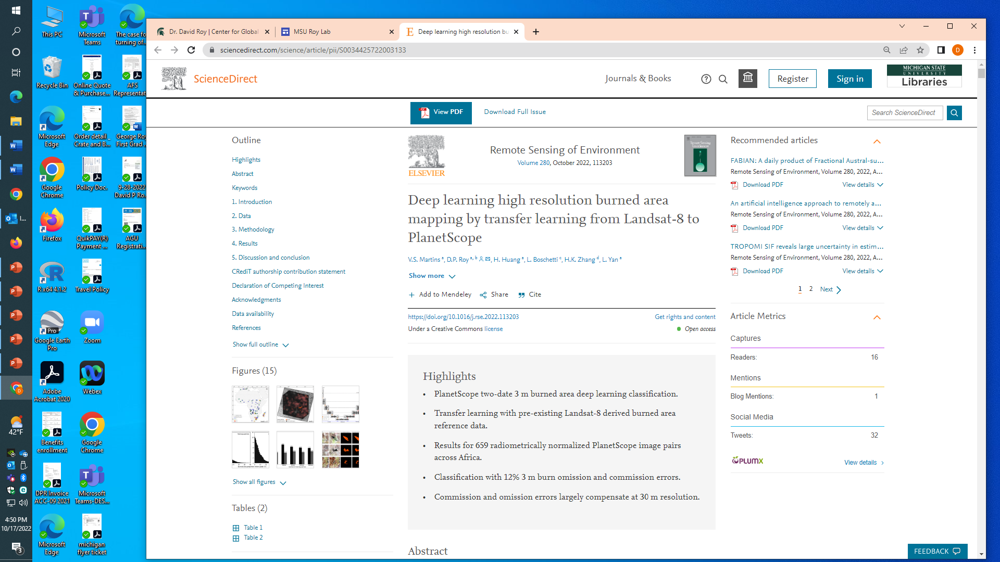 This PC
Microsoft
Teams
The case fo
turning of...
Recycle Bin
Online Quote
& Purchase...
AFS
Representat
Microsoft
Edge
Order detail _
Crate and B...
George Roy
First Grad ...
Google
Chrome
Policy Doc.
9-28-2022
David P Ro..
Firefox
QuikPAY(R)
Payment ...
AGU
Registrati...
R x64 4.1.2
Travel Policy
Google Earth
Pro
Zoom
Adobe
Acrobat 2020
Webex
Benefits
enrollment
Google
Chrome
DPR Invoice
ACC-09 2021
Microsoft
Teams-DES...
Microsoft
Edge
michigan
flyer ticket
I...
42°F
4:50 PM
10/17/2022
3
Dr. David Roy | Center for Global
MSU Roy Lab
Deep learning high resolution bu
sciencedirect.com/science/article/pii/S0034425722003133
D
ScienceDirect
Journals & Books
Register
Sign in
MICHIGAN STATE
UNIVERSITY
Libraries
View PDF
Download Full Issue
Search ScienceDirect
Outline
Highlights
Abstract
Keywords
1. Introduction
2. Data
3. Methodology
4. Results
5. Discussion and conclusion
CRediT authorship contribution statement
Declaration of Competing Interest
Acknowledgments
Data availability
References
Show full outline
Figures (15)
Show all figures
Tables (2)
Table 1
Table 2
ELSEVIER
Remote Sensing of Environment
Volume 280, October 2022, 113203
Remote Sensing
Environment
Deep learning high resolution burned area
mapping by transfer learning from Landsat-8 to
PlanetScope
V.S. Martins a, D.P. Roy a, b, H. Huang a, L. Boschetti c, H.K. Zhang d, L. Yan a
Show more
Add to Mendeley
Share
Cite
https://doi.org/10.1016/j.rse.2022.113203
Get rights and content
Under a Creative Commons license
Open access
Highlights
• PlanetScope two-date 3 m burned area deep learning classification.
• Transfer learning with pre-existing Landsat-8 derived burned area
reference data.
• Results for 659 radiometrically normalized PlanetScope image pairs
across Africa.
• Classification with 12% 3 m burn omission and commission errors.
• Commission and omission errors largely compensate at 30 m resolution.
Abstract
Recommended articles
FABIAN: A daily product of Fractional Austral-su...
Remote Sensing of Environment, Volume 280, 2022, A...
Download PDF
View details
An artificial intelligence approach to remotely a...
Remote Sensing of Environment, Volume 280, 2022, A...
Download PDF
View details
TROPOMI SIF reveals large uncertainty in estim...
Remote Sensing of Environment, Volume 280, 2022, A...
Download PDF
View details
1 2 Next
Article Metrics
Captures
Readers: 16
Mentions
Blog Mentions: 1
Social Media
Tweets: 32
PLUMX
View details
FEEDBACK